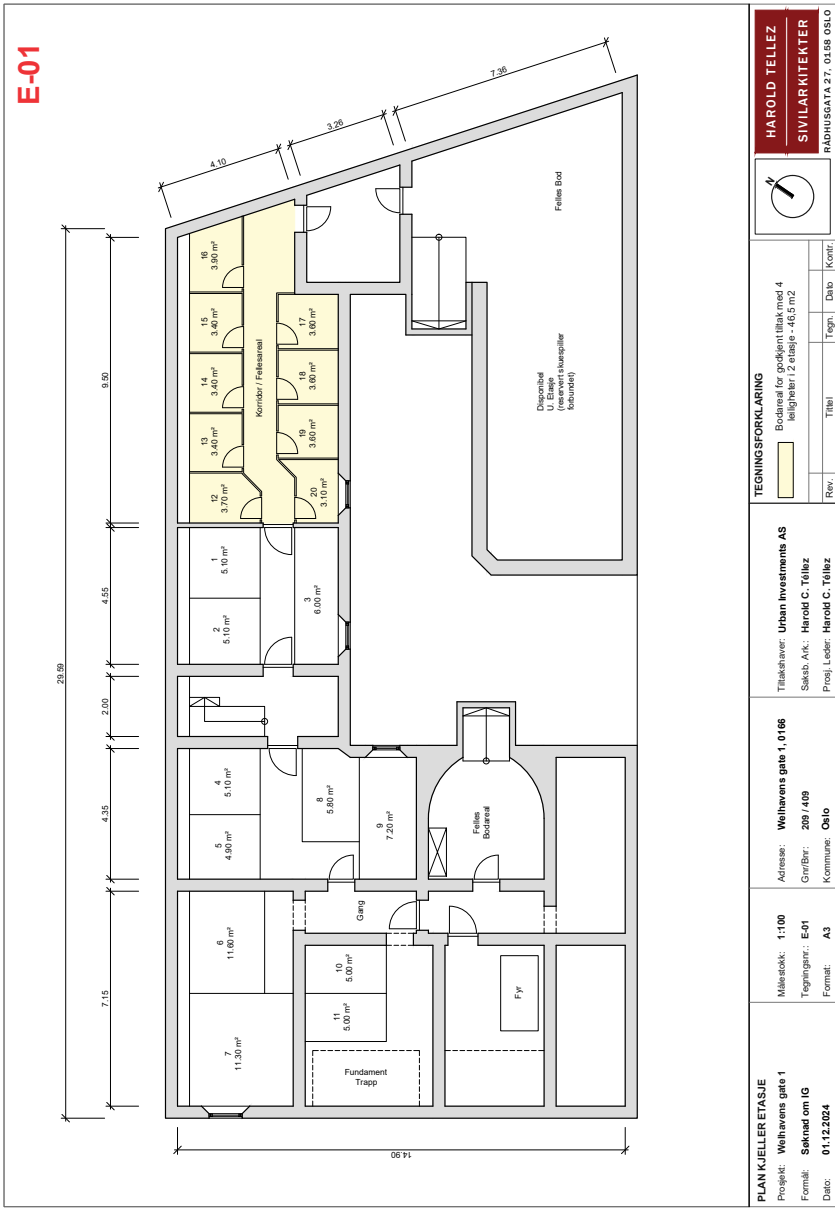 E-01
29.59
7.15
4.35
2.00
4.55
9.50
4.10
3.26
7.36
14.90
7
11.30 m²
6
11.60 m²
5
4.90 m²
4
5.10 m²
2
5.10 m²
1
5.10 m²
12
3.70 m²
13
3.40 m²
14
3.40 m²
15
3.40 m²
16
3.90 m²
Korridor / Fellesareal
3
6.00 m²
20
3.10 m²
19
3.60 m²
18
3.60 m²
17
3.60 m²
8
5.80 m²
9
7.20 m²
Gang
11
5.00 m²
10
5.00 m²
Fundament
Trapp
Fyr
Felles
Bodareal
Disponibel
U. Etasje
(reservert skuespiller
forbundet)
Felles Bod
PLAN KJELLER ETASJE
Prosjekt: Welhavens gate 1
Formål: Søknad om IG
Dato: 01.12.2024
Målestokk: 1:100
Tegningsnr.: E-01
Format: A3
Adresse: Welhavens gate 1, 0166
Gnr/Bnr: 209 / 409
Kommune: Oslo
Tiltakshaver: Urban Investments AS
Saksb. Ark.: Harold C. Téllez
Prosj. Leder: Harold C. Téllez
TEGNINGSFORKLARING
Bodareal for godkjent tiltak med 4
leiligheter i 2 etasje - 46,5 m2
Rev. Tittel Tegn. Dato Kontr.
N
HAROLD TELLEZ
SIVILARKITEKTER
RÅDHUSGATA 27, 0158 OSLO